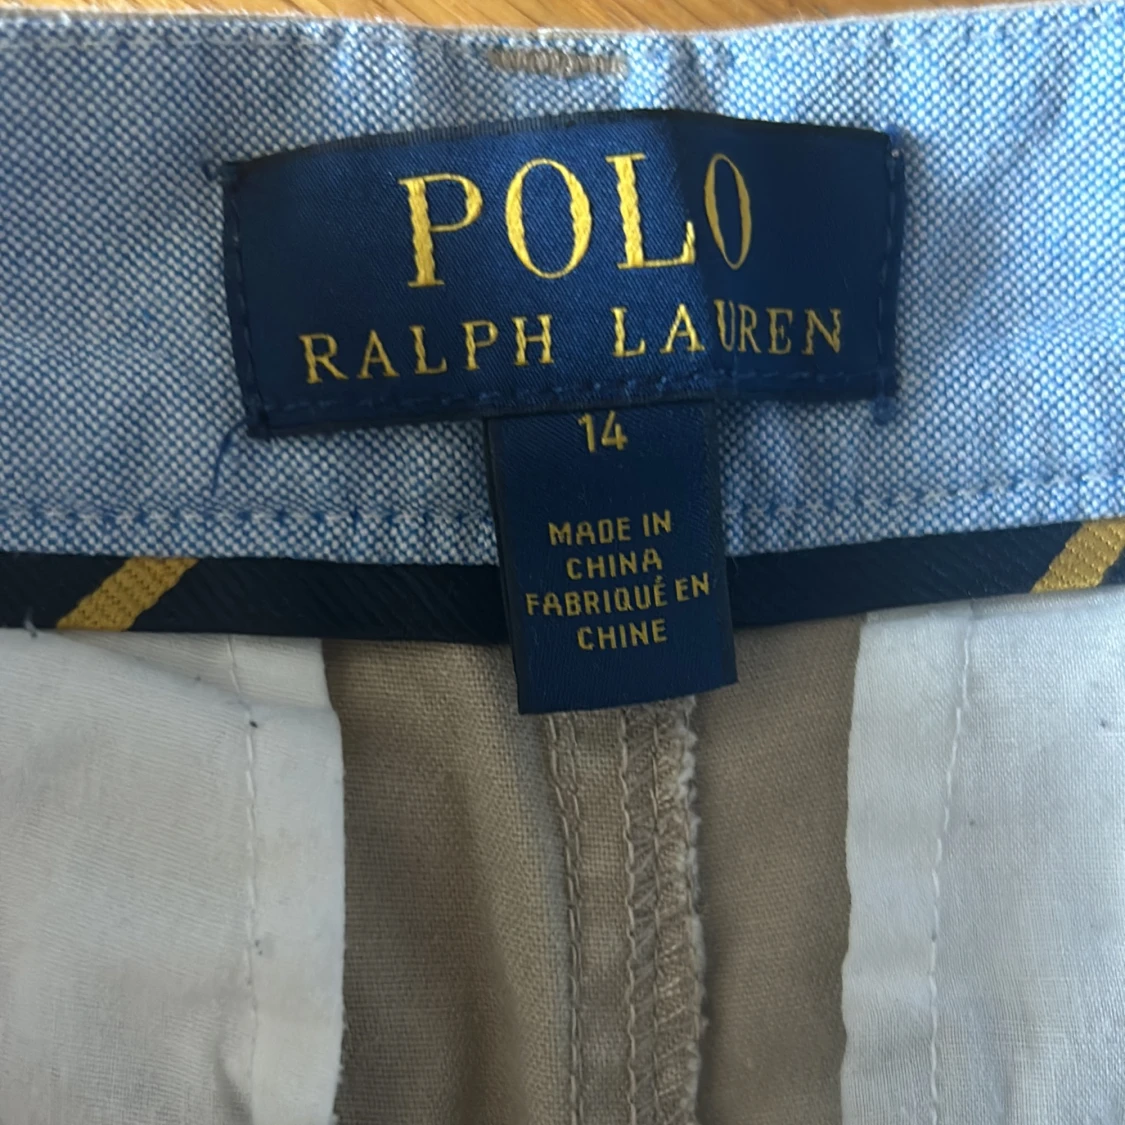 POLO
RALPH LAUREN
14
MADE IN
CHINA
FABRIQUÉ EN
CHINE